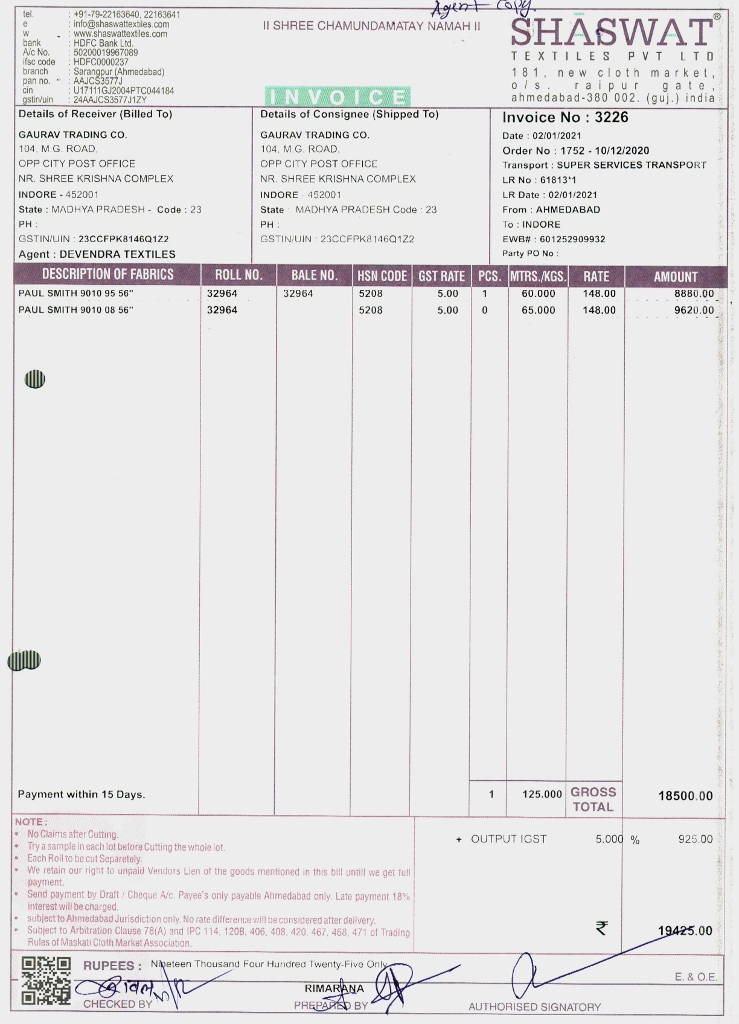 Agent Copy.
tel. : +91-79-22163640, 22163641
e : info@shaswattextiles.com
w : www.shaswattextiles.com
bank : HDFC Bank Ltd.
A/c No. : 50200019967089
ifsc code : HDFC0000237
branch : Sarangpur (Ahmedabad)
pan no. : AAJCS3577J
cin : U17111GJ2004PTC044184
gstin/uin : 24AAJCS3577J1ZY
II SHREE CHAMUNDAMATAY NAMAH II
INVOICE
SHASWAT®
TEXTILES PVT LTD
181, new cloth market,
o/s. raipur gate,
ahmedabad-380 002. (guj.) india
Details of Receiver (Billed To)
GAURAV TRADING CO.
104, M.G. ROAD,
OPP CITY POST OFFICE
NR. SHREE KRISHNA COMPLEX
INDORE - 452001
State : MADHYA PRADESH - Code : 23
PH :
GSTIN/UIN : 23CCFPK8146Q1Z2
Agent : DEVENDRA TEXTILES
Details of Consignee (Shipped To)
GAURAV TRADING CO.
104, M.G. ROAD,
OPP CITY POST OFFICE
NR. SHREE KRISHNA COMPLEX
INDORE - 452001
State : MADHYA PRADESH Code : 23
PH :
GSTIN/UIN : 23CCFPK8146Q1Z2
Invoice No : 3226
Date : 02/01/2021
Order No : 1752 - 10/12/2020
Transport : SUPER SERVICES TRANSPORT
LR No : 61813*1
LR Date : 02/01/2021
From : AHMEDABAD
To : INDORE
EWB# : 601252909932
Party PO No :
DESCRIPTION OF FABRICS ROLL NO. BALE NO. HSN CODE GST RATE PCS. MTRS./KGS. RATE AMOUNT
PAUL SMITH 9010 95 56" 32964 32964 5208 5.00 1 60.000 148.00 8880.00
PAUL SMITH 9010 08 56" 32964 5208 5.00 0 65.000 148.00 9620.00
Payment within 15 Days. 1 125.000 GROSS TOTAL 18500.00
NOTE :
• No Claims after Cutting.
• Try a sample in each lot before Cutting the whole lot.
• Each Roll to be cut Separetely.
• We retain our right to unpaid Vendors Lien of the goods mentioned in this bill untill we get full
payment.
• Send payment by Draft / Cheque A/c. Payee's only payable Ahmedabad only. Late payment 18%
interest will be charged.
• subject to Ahmedabad Jurisdiction only. No rate difference will be considered after delivery.
• Subject to Arbitration Clause 78(A) and IPC 114, 120B, 406, 408, 420, 467, 468, 471 of Trading
Rules of Maskati Cloth Market Association.
+ OUTPUT IGST 5.000 % 925.00
₹ 19425.00
RUPEES : Nineteen Thousand Four Hundred Twenty-Five Only
E. & O.E.
RIMARANA
CHECKED BY PREPARED BY AUTHORISED SIGNATORY